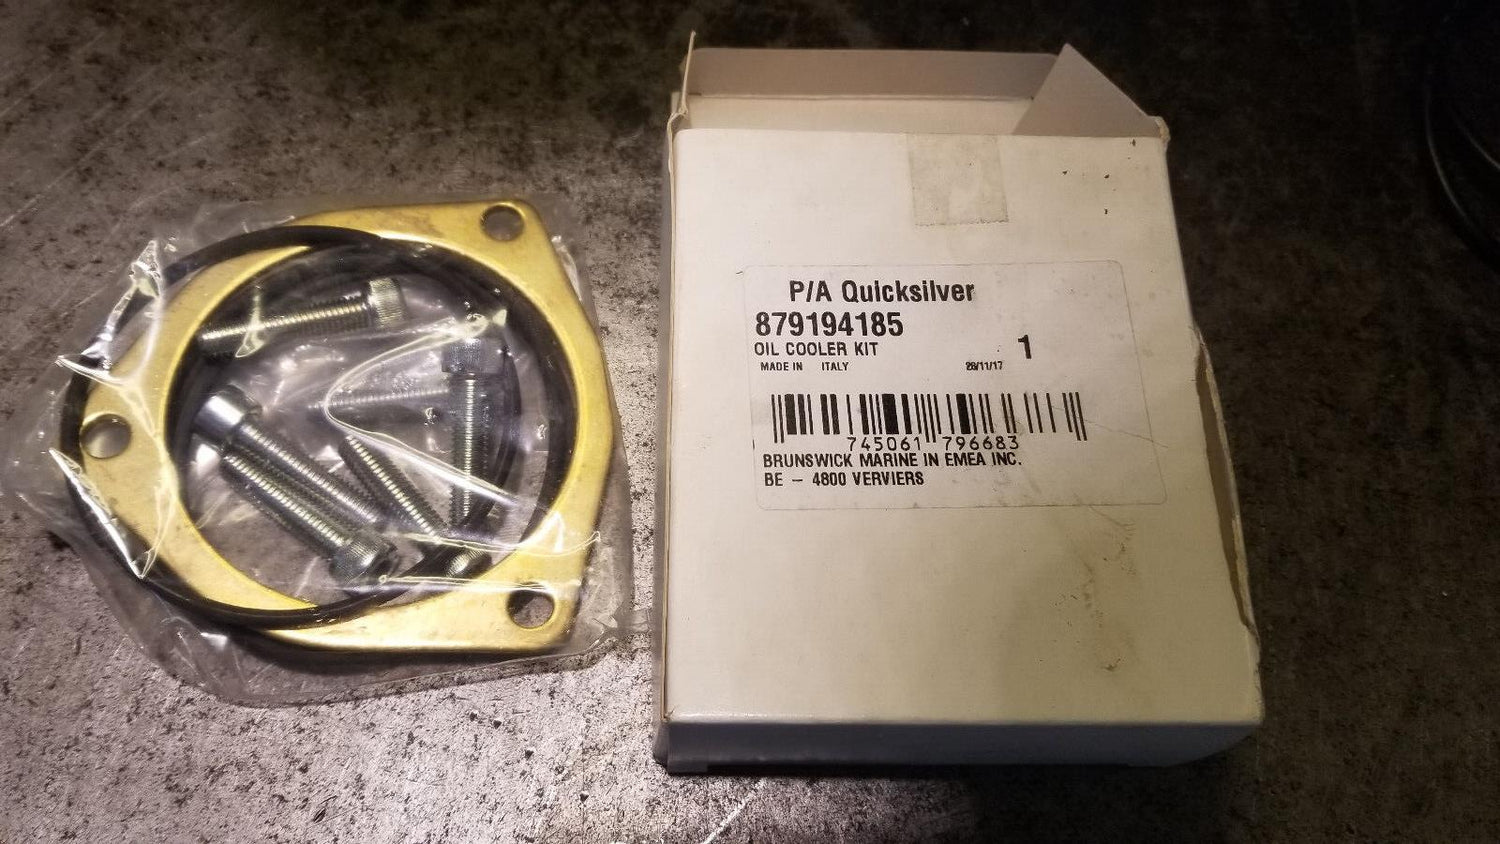 P/A Quicksilver
879194185
OIL COOLER KIT 1
MADE IN ITALY 28/11/17
745061 796683
BRUNSWICK MARINE IN EMEA INC.
BE - 4800 VERVIERS